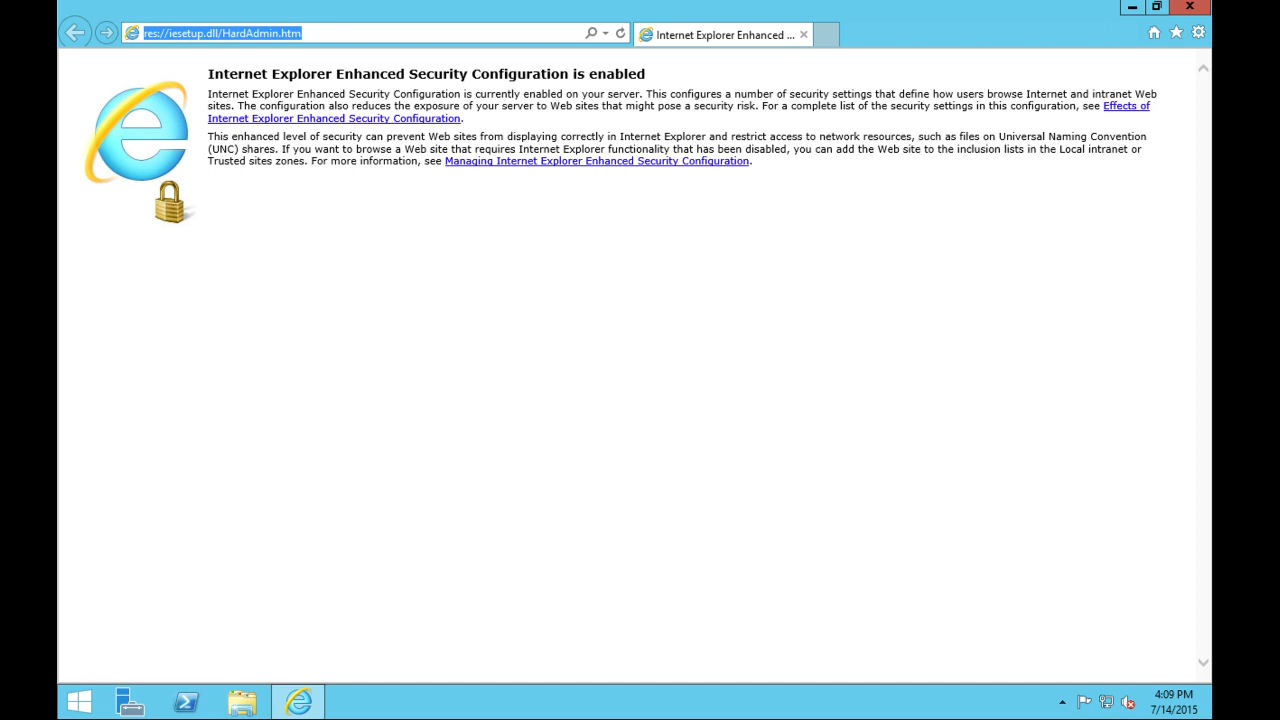 res://iesetup.dll/HardAdmin.htm
Internet Explorer Enhanced ...
Internet Explorer Enhanced Security Configuration is enabled
Internet Explorer Enhanced Security Configuration is currently enabled on your server. This configures a number of security settings that define how users browse Internet and intranet Web
sites. The configuration also reduces the exposure of your server to Web sites that might pose a security risk. For a complete list of the security settings in this configuration, see Effects of
Internet Explorer Enhanced Security Configuration.
This enhanced level of security can prevent Web sites from displaying correctly in Internet Explorer and restrict access to network resources, such as files on Universal Naming Convention
(UNC) shares. If you want to browse a Web site that requires Internet Explorer functionality that has been disabled, you can add the Web site to the inclusion lists in the Local intranet or
Trusted sites zones. For more information, see Managing Internet Explorer Enhanced Security Configuration.
4:09 PM
7/14/2015